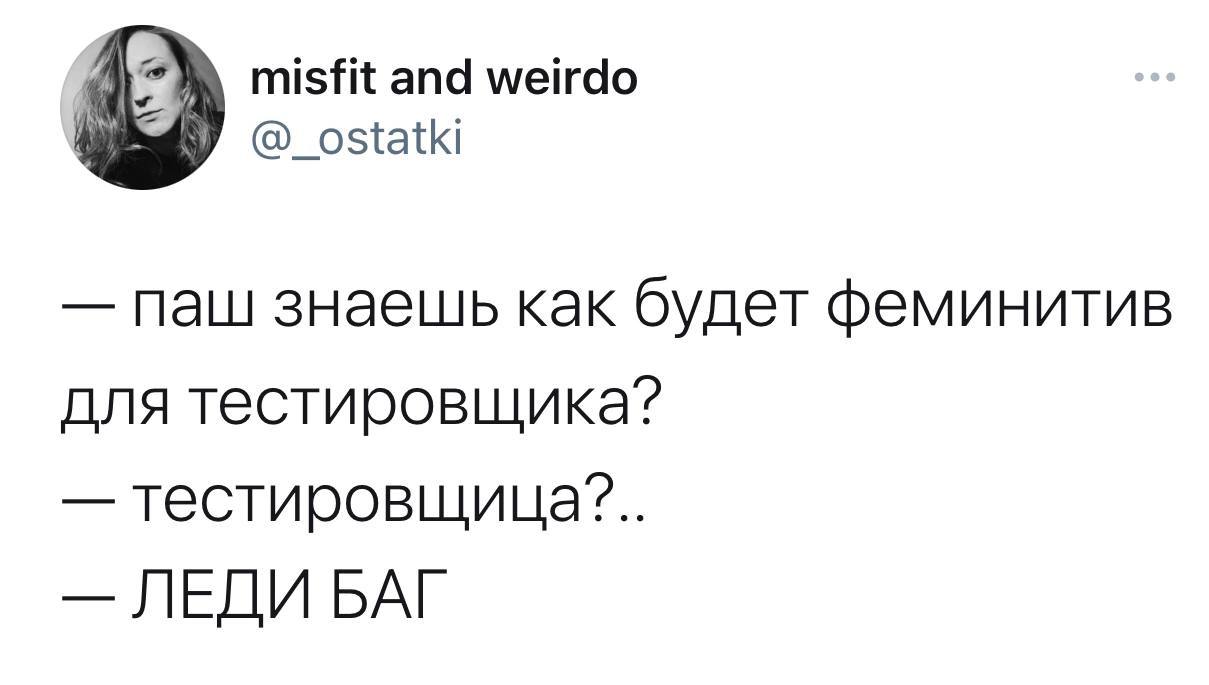 misfit and weirdo
@_ostatki
— паш знаешь как будет феминитив
для тестировщика?
— тестировщица?..
— ЛЕДИ БАГ